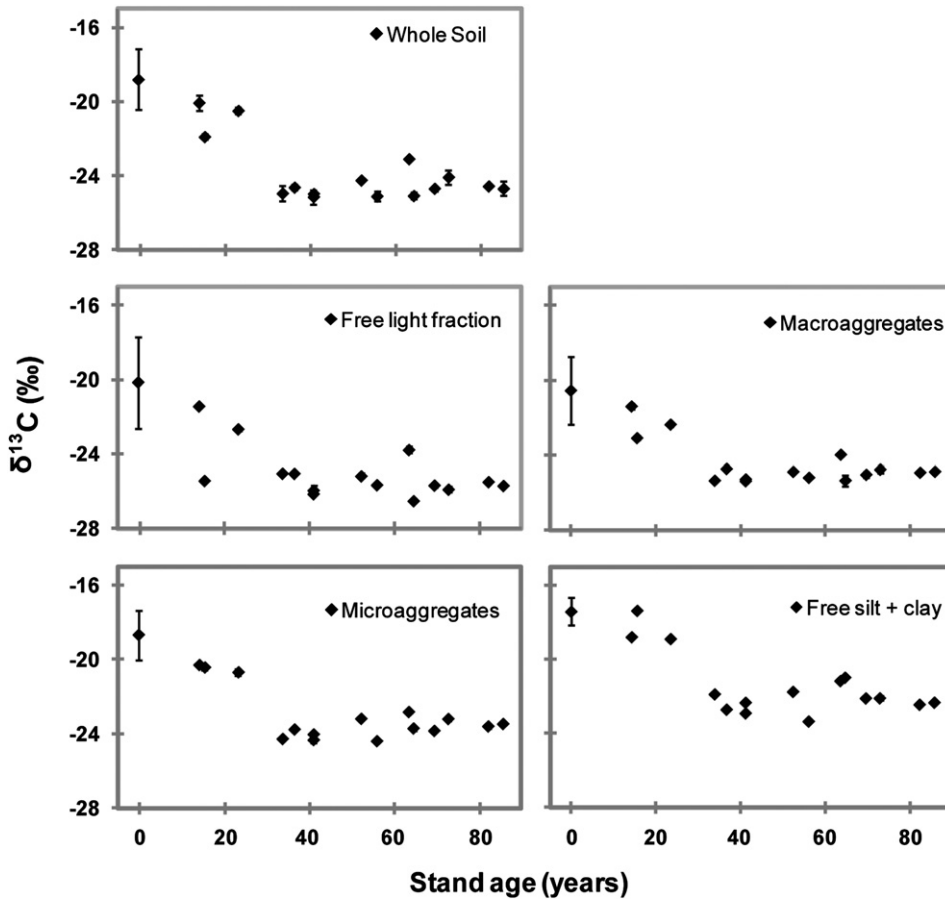 -16
-20
-24
-28
Whole Soil
-16
-20
-24
-28
Free light fraction
Macroaggregates
δ13C (‰)
-16
-20
-24
-28
Microaggregates
Free silt + clay
0 20 40 60 80
0 20 40 60 80
Stand age (years)